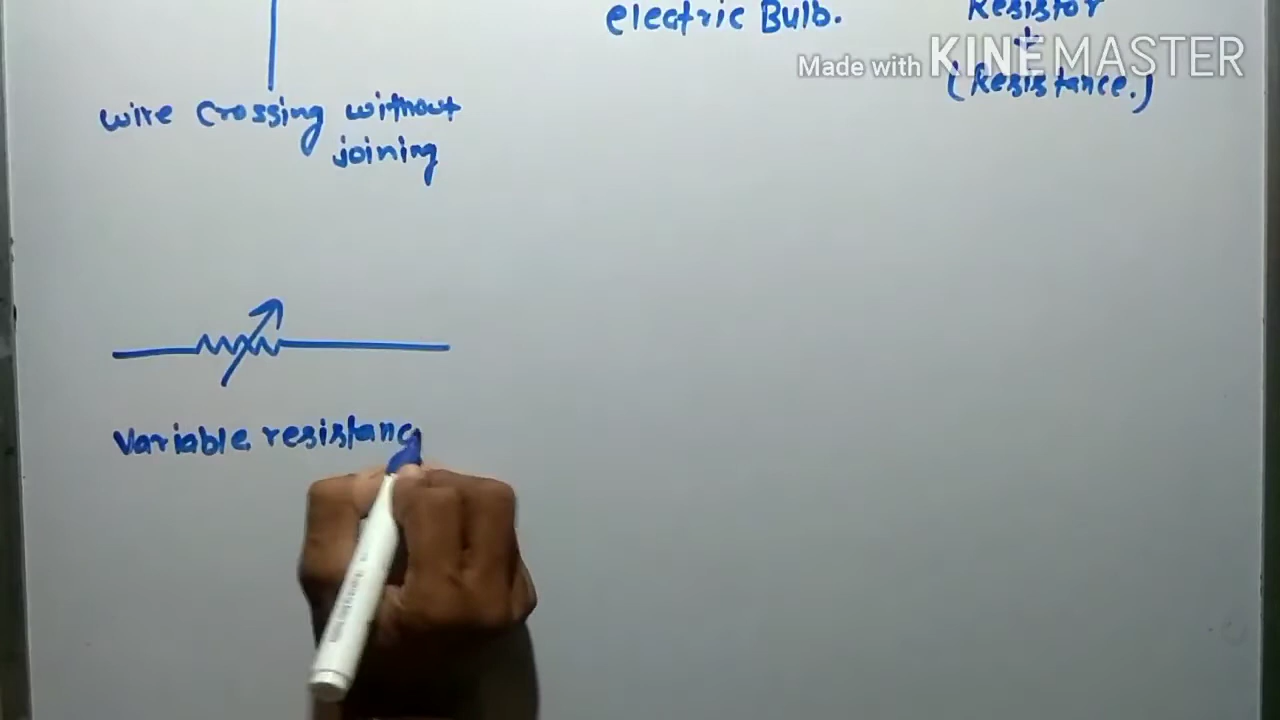 electric Bulb.
Resistor
+
(Resistance.)
Made with KINEMASTER
wire crossing without
joining
Variable resistanc